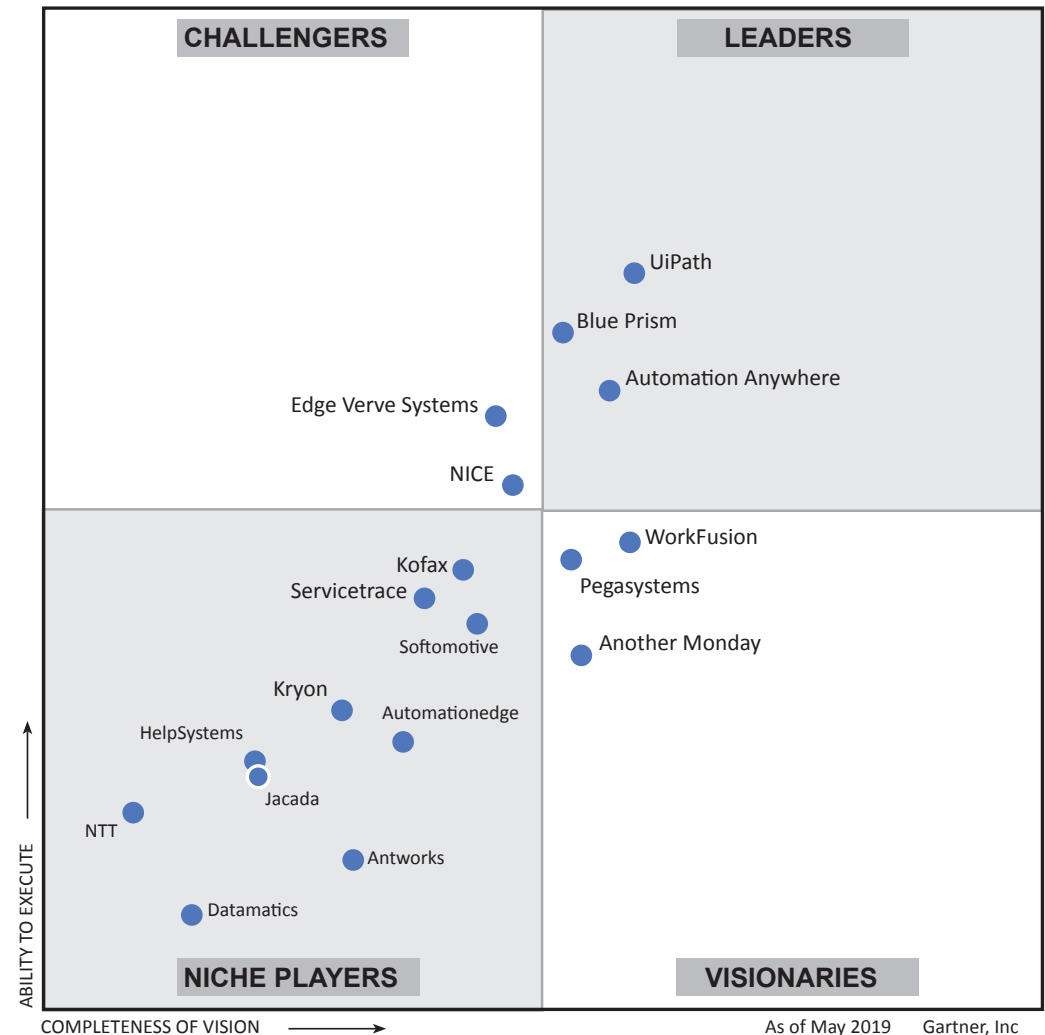 CHALLENGERS
LEADERS
UiPath
Blue Prism
Automation Anywhere
Edge Verve Systems
NICE
WorkFusion
Kofax
Pegasystems
Servicetrace
Another Monday
Softomotive
Kryon
Automationedge
HelpSystems
Jacada
NTT
Antworks
Datamatics
ABILITY TO EXECUTE
NICHE PLAYERS
VISIONARIES
COMPLETENESS OF VISION
As of May 2019 Gartner, Inc